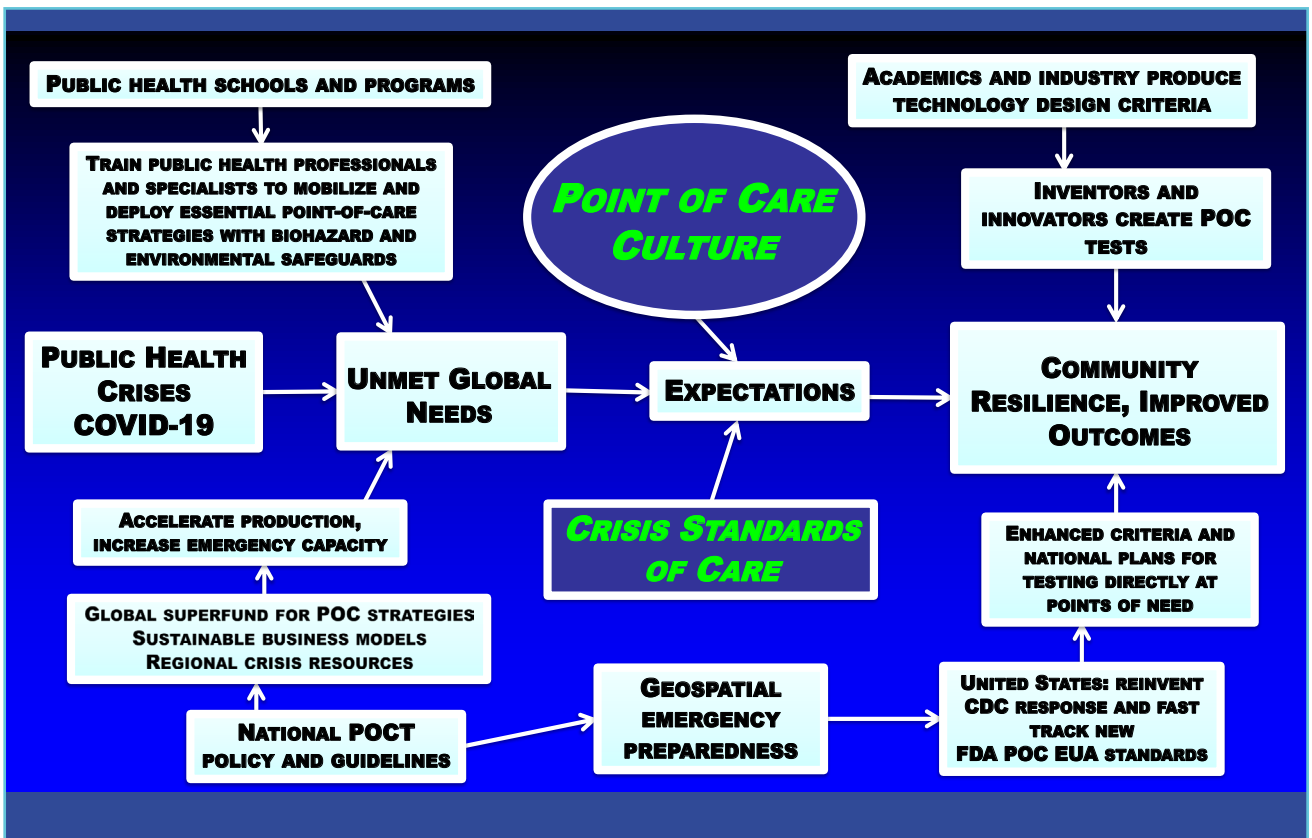 Public health schools and programs
Train public health professionals
and specialists to mobilize and
deploy essential point-of-care
strategies with biohazard and
environmental safeguards
Public Health
Crises
COVID-19
Unmet Global
Needs
Accelerate production,
increase emergency capacity
Global superfund for POC strategies
Sustainable business models
Regional crisis resources
National POCT
policy and guidelines
Point of Care
Culture
Expectations
Crisis Standards
of Care
Geospatial
emergency
preparedness
Academics and industry produce
technology design criteria
Inventors and
innovators create POC
tests
Community
Resilience, Improved
Outcomes
Enhanced criteria and
national plans for
testing directly at
points of need
United States: reinvent
CDC response and fast
track new
FDA POC EUA standards